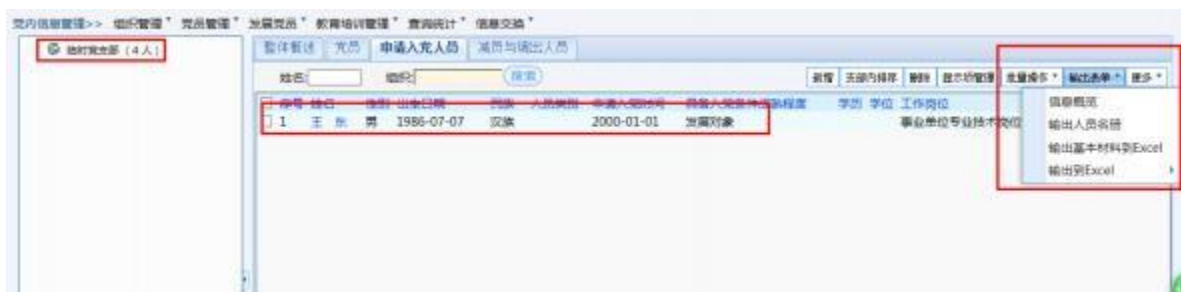 党内信息管理>> 组织管理 党员管理 发展党员 教育培训管理 查询统计 信息交换
临时党支部 (4人)
整体概述 党员 申请入党人员 减员与输出人员
姓名: 组织: 搜索 新增 支部内排序 删除 显示项管理 批量操作 输出表单 更多
序号 姓名 性别 出生日期 民族 人员类别 申请入党时间 学历 学位 工作岗位
1 王东 男 1986-07-07 汉族 2000-01-01 发展对象 事业单位专业技术岗位
信息概览
输出人员名册
输出基本材料到Excel
输出到Excel